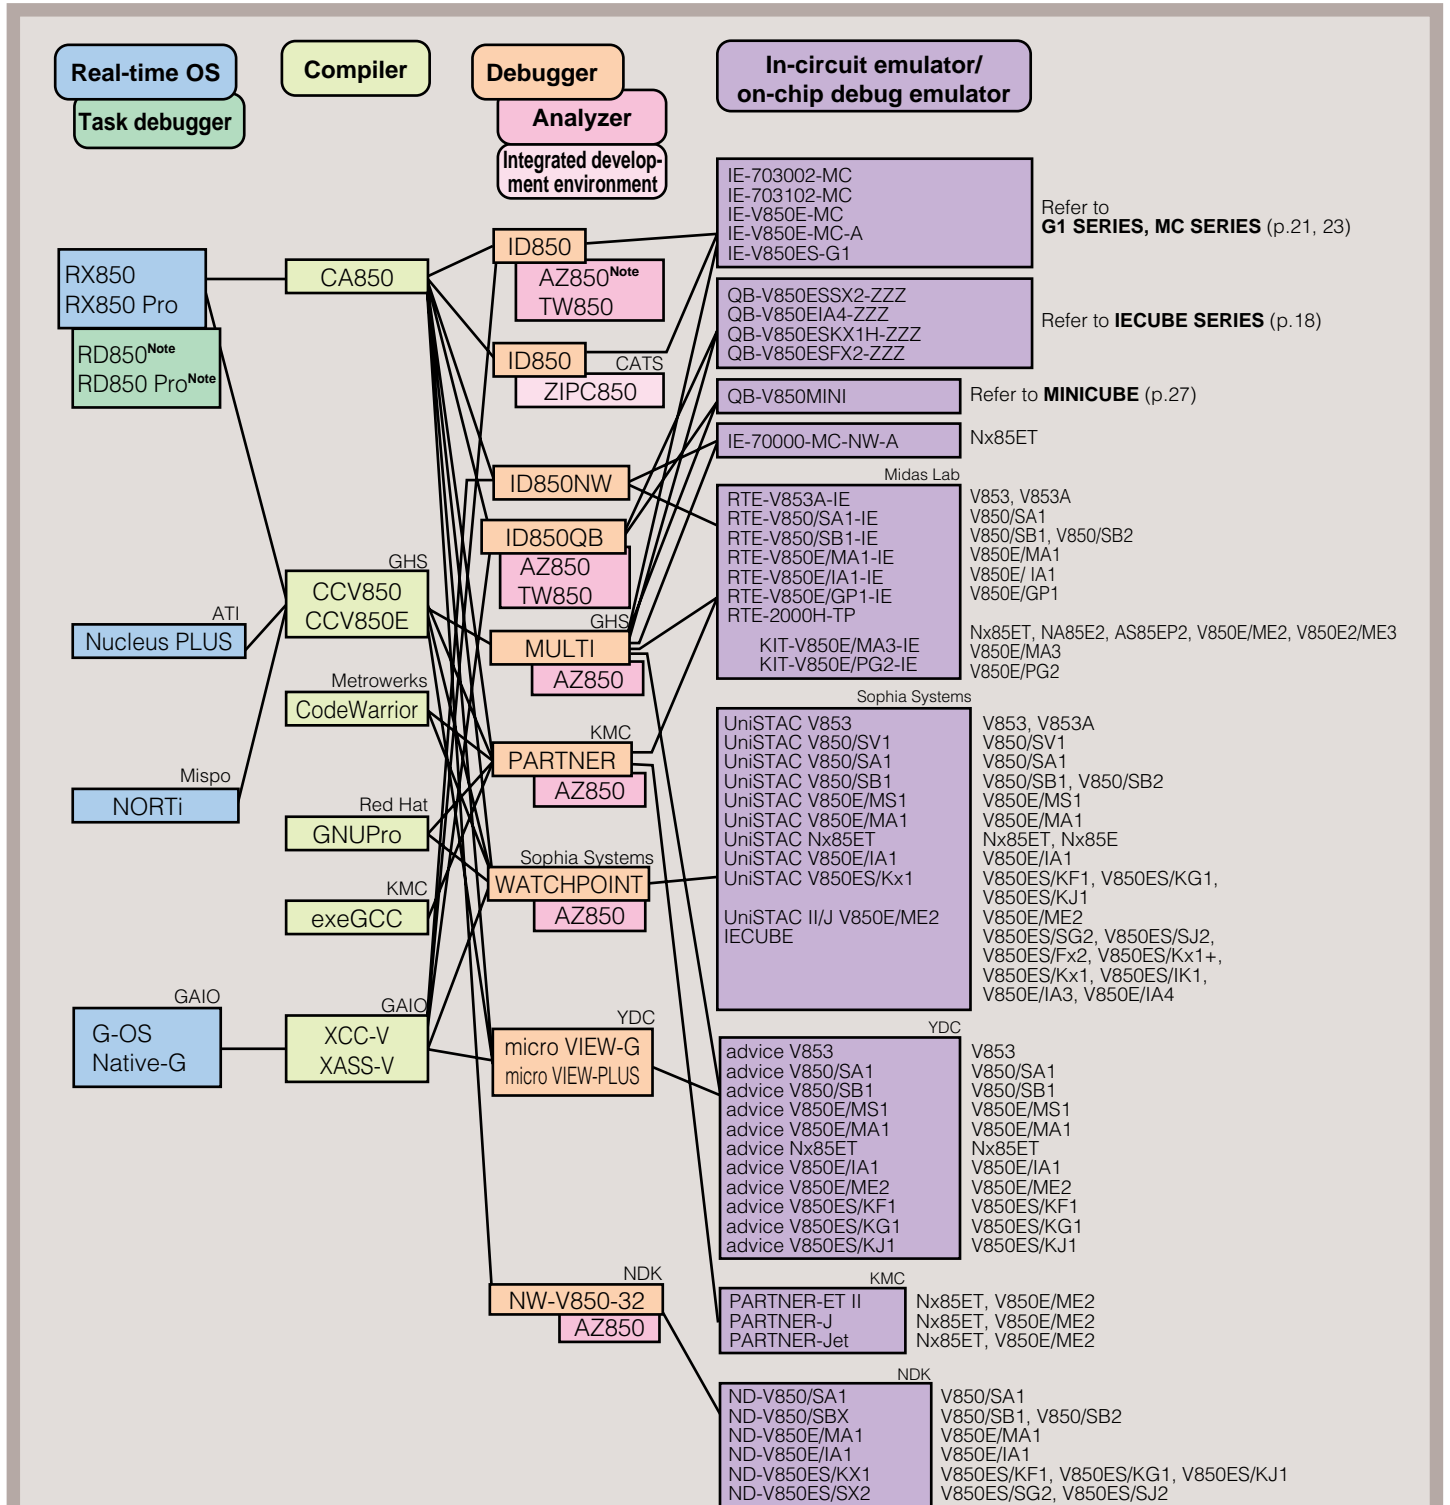 Real-time OS
Task debugger
Compiler
Debugger
Analyzer
Integrated develop-
ment environment
In-circuit emulator/
on-chip debug emulator
RX850
RX850 Pro
RD850Note
RD850 ProNote
ATI
Nucleus PLUS
Mispo
NORTi
GAIO
G-OS
Native-G
CA850
GHS
CCV850
CCV850E
Metrowerks
CodeWarrior
Red Hat
GNUPro
KMC
exeGCC
GAIO
XCC-V
XASS-V
ID850
AZ850Note
TW850
ID850
CATS
ZIPC850
ID850NW
ID850QB
AZ850
TW850
GHS
MULTI
AZ850
KMC
PARTNER
AZ850
Sophia Systems
WATCHPOINT
AZ850
YDC
micro VIEW-G
micro VIEW-PLUS
NDK
NW-V850-32
AZ850
IE-703002-MC
IE-703102-MC
IE-V850E-MC
IE-V850E-MC-A
IE-V850ES-G1
Refer to
G1 SERIES, MC SERIES (p.21, 23)
QB-V850ESSX2-ZZZ
QB-V850EIA4-ZZZ
QB-V850ESKX1H-ZZZ
QB-V850ESFX2-ZZZ
Refer to IECUBE SERIES (p.18)
QB-V850MINI
Refer to MINICUBE (p.27)
IE-70000-MC-NW-A
Nx85ET
Midas Lab
RTE-V853A-IE
V853, V853A
RTE-V850/SA1-IE
V850/SA1
RTE-V850/SB1-IE
V850/SB1, V850/SB2
RTE-V850E/MA1-IE
V850E/MA1
RTE-V850E/IA1-IE
V850E/ IA1
RTE-V850E/GP1-IE
V850E/GP1
RTE-2000H-TP
Nx85ET, NA85E2, AS85EP2, V850E/ME2, V850E2/ME3
KIT-V850E/MA3-IE
V850E/MA3
KIT-V850E/PG2-IE
V850E/PG2
Sophia Systems
UniSTAC V853
V853, V853A
UniSTAC V850/SV1
V850/SV1
UniSTAC V850/SA1
V850/SA1
UniSTAC V850/SB1
V850/SB1, V850/SB2
UniSTAC V850E/MS1
V850E/MS1
UniSTAC V850E/MA1
V850E/MA1
UniSTAC Nx85ET
Nx85ET, Nx85E
UniSTAC V850E/IA1
V850E/IA1
UniSTAC V850ES/Kx1
V850ES/KF1, V850ES/KG1,
V850ES/KJ1
UniSTAC II/J V850E/ME2
V850E/ME2
IECUBE
V850ES/SG2, V850ES/SJ2,
V850ES/Fx2, V850ES/Kx1+,
V850ES/Kx1, V850ES/IK1,
V850E/IA3, V850E/IA4
YDC
advice V853
V853
advice V850/SA1
V850/SA1
advice V850/SB1
V850/SB1
advice V850E/MS1
V850E/MS1
advice V850E/MA1
V850E/MA1
advice Nx85ET
Nx85ET
advice V850E/IA1
V850E/IA1
advice V850E/ME2
V850E/ME2
advice V850ES/KF1
V850ES/KF1
advice V850ES/KG1
V850ES/KG1
advice V850ES/KJ1
V850ES/KJ1
KMC
PARTNER-ET II
Nx85ET, V850E/ME2
PARTNER-J
Nx85ET, V850E/ME2
PARTNER-Jet
Nx85ET, V850E/ME2
NDK
ND-V850/SA1
V850/SA1
ND-V850/SBX
V850/SB1, V850/SB2
ND-V850E/MA1
V850E/MA1
ND-V850E/IA1
V850E/IA1
ND-V850ES/KX1
V850ES/KF1, V850ES/KG1, V850ES/KJ1
ND-V850ES/SX2
V850ES/SG2, V850ES/SJ2